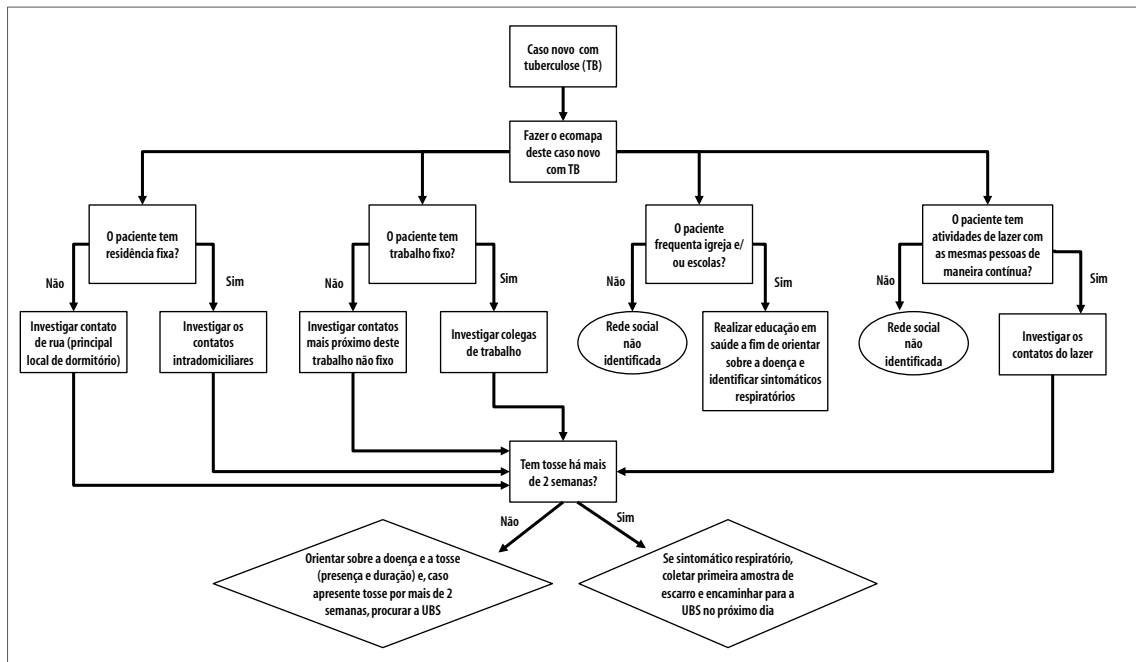 Caso novo com
tuberculose (TB)
Fazer o ecomapa
deste caso novo
com TB
O paciente tem
residência fixa?
O paciente tem
trabalho fixo?
O paciente
frequenta igreja e/
ou escolas?
O paciente tem
atividades de lazer com
as mesmas pessoas de
maneira contínua?
Não
Sim
Não
Sim
Não
Sim
Não
Sim
Investigar contato
de rua (principal
local de dormitório)
Investigar os
contatos
intradomiciliares
Investigar contatos
mais próximo deste
trabalho não fixo
Investigar colegas
de trabalho
Rede social
não
identificada
Realizar educação em
saúde a fim de orientar
sobre a doença e
identificar sintomáticos
respiratórios
Rede social
não
identificada
Investigar os
contatos do lazer
Tem tosse há mais
de 2 semanas?
Não
Sim
Orientar sobre a doença e a tosse
(presença e duração) e, caso
apresente tosse por mais de 2
semanas, procurar a UBS
Se sintomático respiratório,
coletar primeira amostra de
escarro e encaminhar para a
UBS no próximo dia